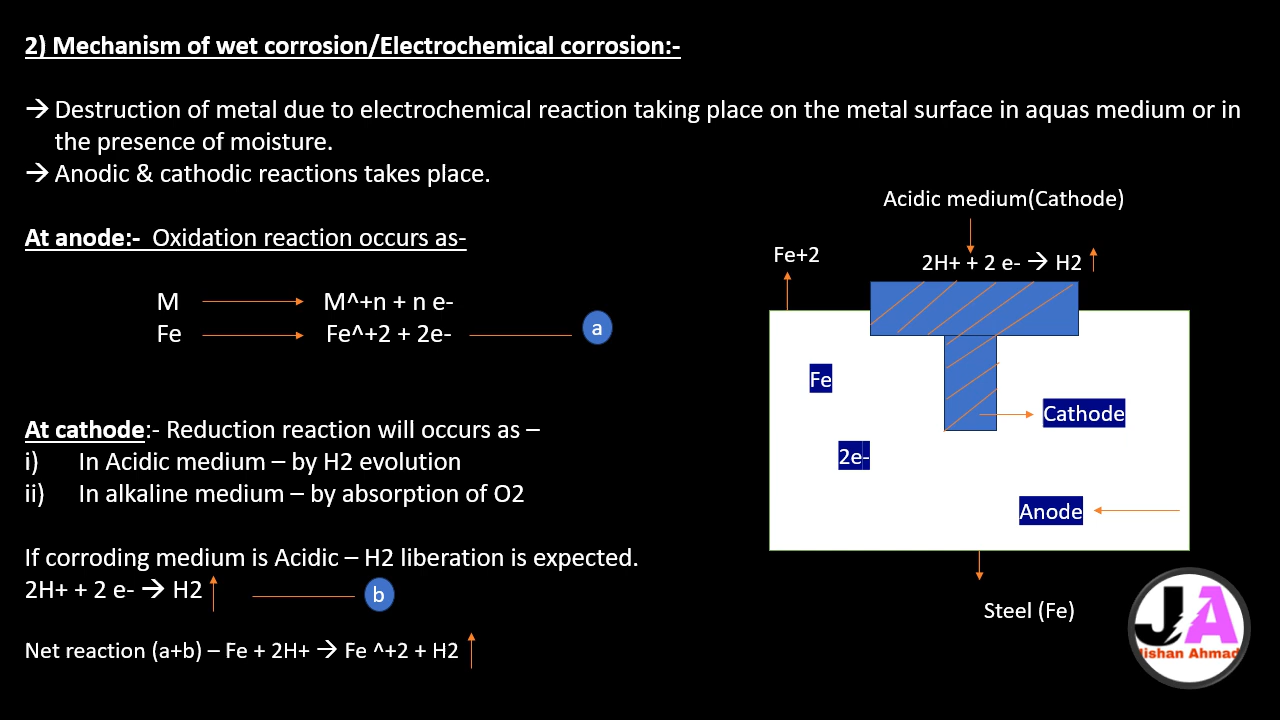 2) Mechanism of wet corrosion/Electrochemical corrosion:-
→ Destruction of metal due to electrochemical reaction taking place on the metal surface in aquas medium or in
the presence of moisture.
→ Anodic & cathodic reactions takes place.
At anode:- Oxidation reaction occurs as-
M → M^+n + n e-
Fe → Fe^+2 + 2e- a
At cathode:- Reduction reaction will occurs as –
i) In Acidic medium – by H2 evolution
ii) In alkaline medium – by absorption of O2
If corroding medium is Acidic – H2 liberation is expected.
2H+ + 2 e- → H2 ↑ b
Net reaction (a+b) – Fe + 2H+ → Fe ^+2 + H2 ↑
Acidic medium(Cathode)
Fe+2
2H+ + 2 e- → H2 ↑
Fe
Cathode
2e-
Anode
Steel (Fe)
JA
Jishan Ahmad